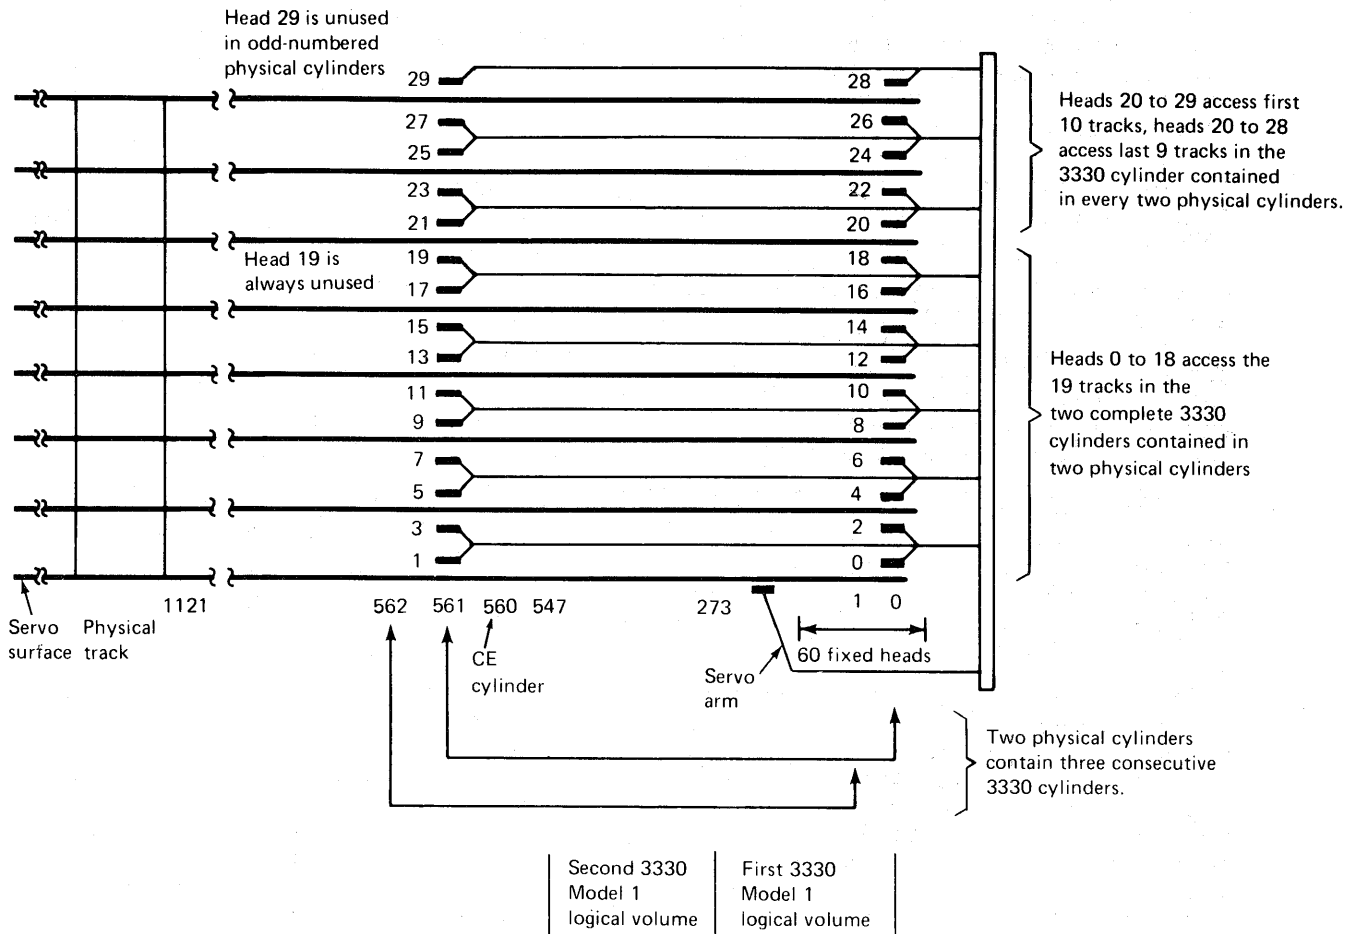 Head 29 is unused
in odd-numbered
physical cylinders
29
28
27
26
25
24
23
22
21
20
Head 19 is
always unused
19
18
17
16
15
14
13
12
11
10
9
8
7
6
5
4
3
2
1
0
Heads 20 to 29 access first
10 tracks, heads 20 to 28
access last 9 tracks in the
3330 cylinder contained
in every two physical cylinders.
Heads 0 to 18 access the
19 tracks in the
two complete 3330
cylinders contained in
two physical cylinders
1121
562
561
560
547
273
1
0
Servo
surface
Physical
track
CE
cylinder
Servo
arm
60 fixed heads
Two physical cylinders
contain three consecutive
3330 cylinders.
Second 3330
Model 1
logical volume
First 3330
Model 1
logical volume